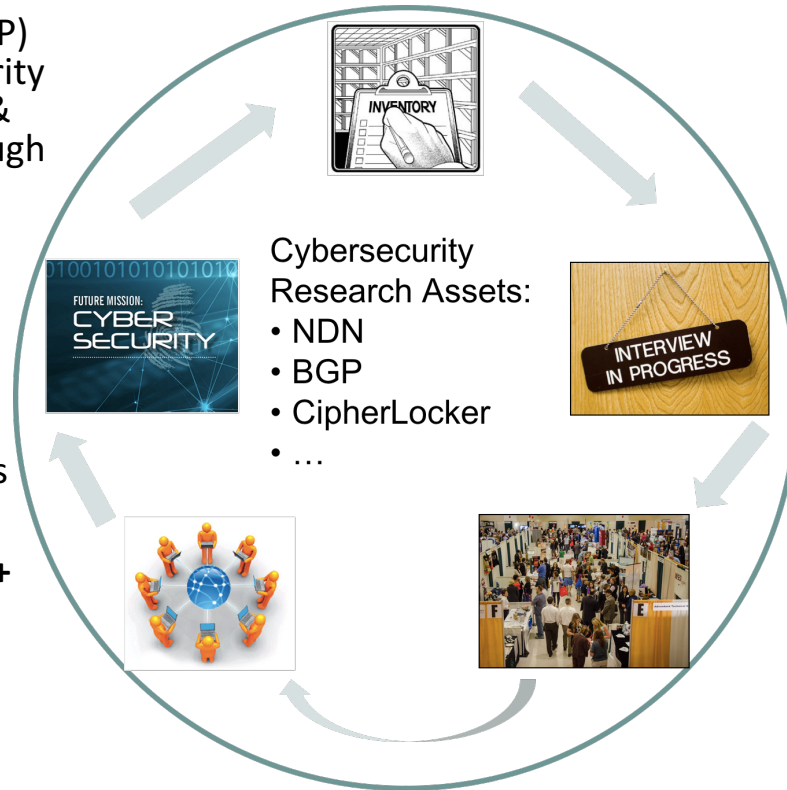 P)
rity
&
ugh
s
+
INVENTORY
Cybersecurity
Research Assets:
• NDN
• BGP
• CipherLocker
• …
01001010101010
FUTURE MISSION:
CYBER
SECURITY
INTERVIEW
IN PROGRESS
F
E